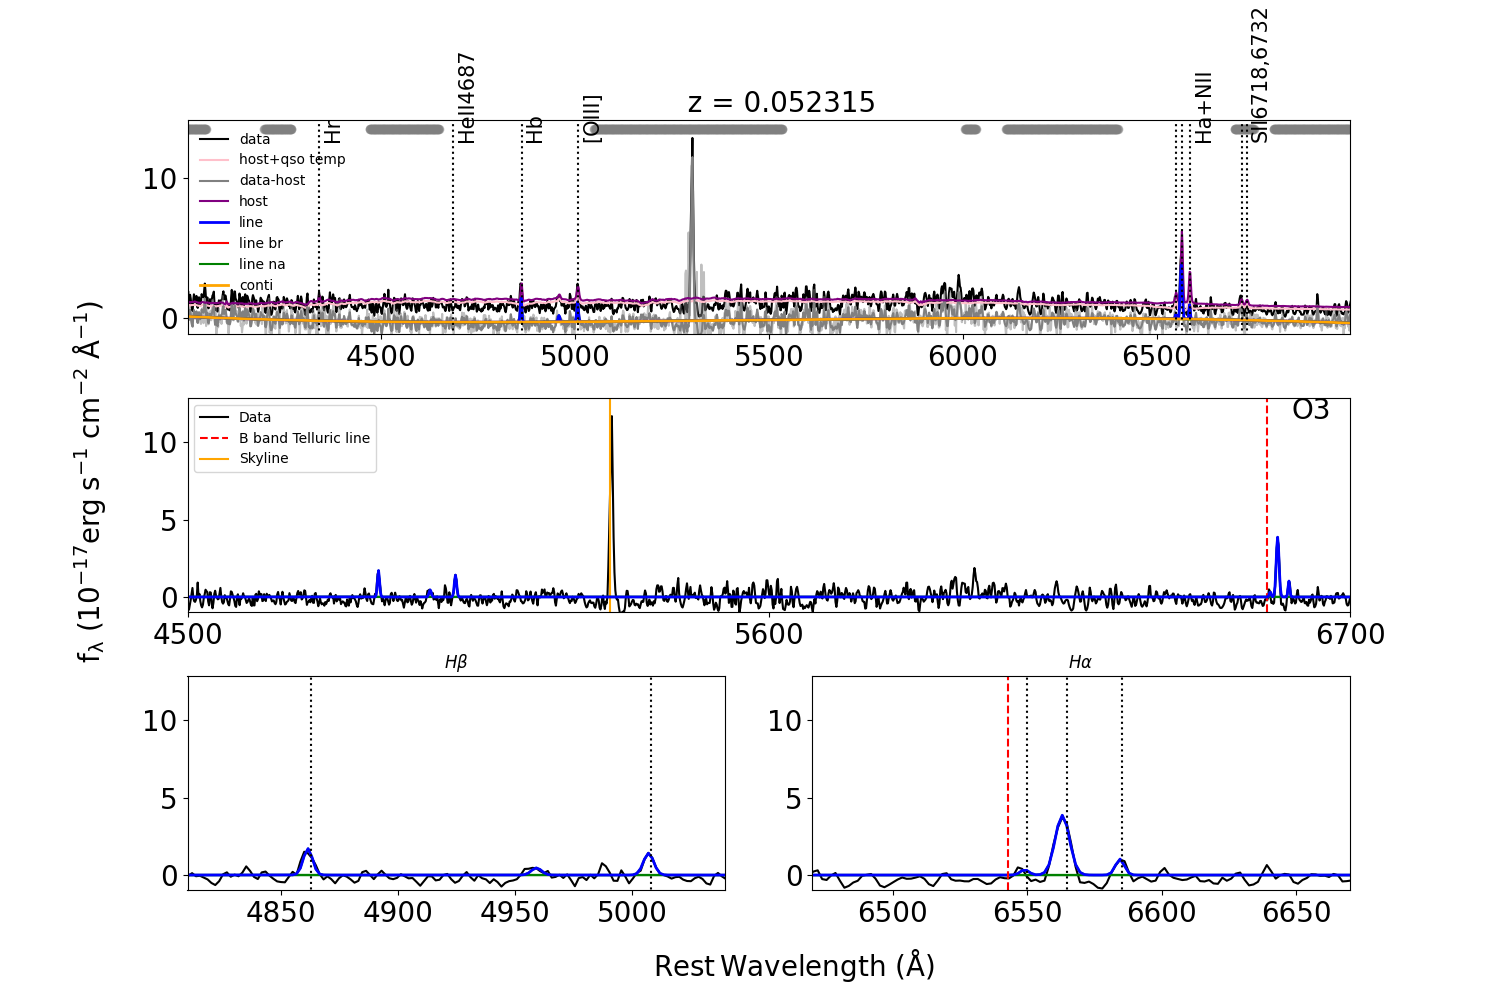 z = 0.052315
Hr
HeII4687
Hb
[OIII]
Ha+NII
SII6718,6732
data
host+qso temp
data-host
host
line
line br
line na
conti
10
0
4500 5000 5500 6000 6500
fλ (10−17erg s−1 cm−2 Å−1)
Data
B band Telluric line
Skyline
O3
10
5
0
4500 5600 6700
Hβ
10
5
0
4850 4900 4950 5000
Hα
10
5
0
6500 6550 6600 6650
Rest Wavelength (Å)